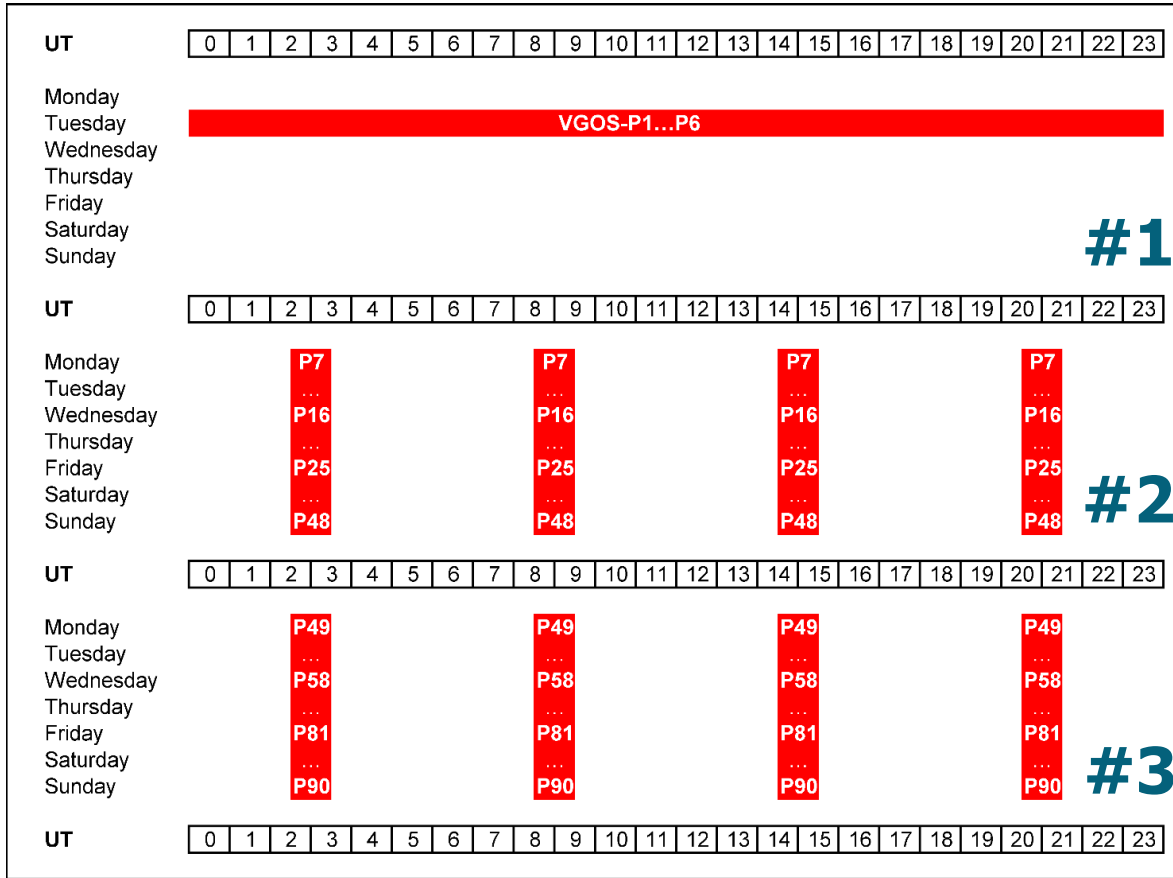 UT 0 1 2 3 4 5 6 7 8 9 10 11 12 13 14 15 16 17 18 19 20 21 22 23
Monday
Tuesday VGOS-P1...P6
Wednesday
Thursday
Friday
Saturday
Sunday
#1
UT 0 1 2 3 4 5 6 7 8 9 10 11 12 13 14 15 16 17 18 19 20 21 22 23
Monday P7 P7 P7 P7
Tuesday ... ... ... ...
Wednesday P16 P16 P16 P16
Thursday ... ... ... ...
Friday P25 P25 P25 P25
Saturday ... ... ... ...
Sunday P48 P48 P48 P48
#2
UT 0 1 2 3 4 5 6 7 8 9 10 11 12 13 14 15 16 17 18 19 20 21 22 23
Monday P49 P49 P49 P49
Tuesday ... ... ... ...
Wednesday P58 P58 P58 P58
Thursday ... ... ... ...
Friday P81 P81 P81 P81
Saturday ... ... ... ...
Sunday P90 P90 P90 P90
#3
UT 0 1 2 3 4 5 6 7 8 9 10 11 12 13 14 15 16 17 18 19 20 21 22 23